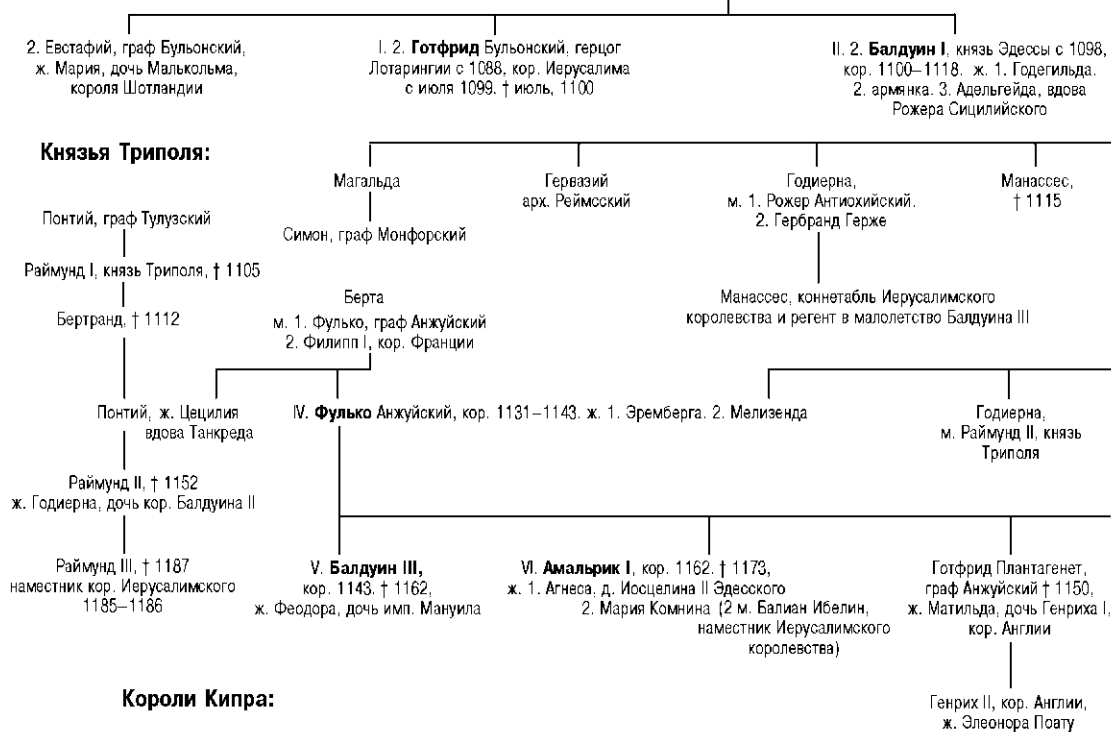 2. Евстафий, граф Бульонский,
ж. Мария, дочь Малькольма,
короля Шотландии
I. 2. Готфрид Бульонский, герцог
Лотарингии с 1088, кор. Иерусалима
с июля 1099. † июль, 1100
II. 2. Балдуин I, князь Эдессы с 1098,
кор. 1100–1118. ж. 1. Годегильда.
2. армянка. 3. Адельгейда, вдова
Рожера Сицилийского
Князья Триполя:
Магальда
Симон, граф Монфорский
Гервазий
арх. Реймсский
Годиерна,
м. 1. Рожер Антиохийский.
2. Гербранд Герже
Манассес,
† 1115
Манассес, коннетабль Иерусалимского
королевства и регент в малолетство Балдуина III
Понтий, граф Тулузский
Раймунд I, князь Триполя, † 1105
Бертранд, † 1112
Берта
м. 1. Фулько, граф Анжуйский
2. Филипп I, кор. Франции
Понтий, ж. Цецилия
вдова Танкреда
IV. Фулько Анжуйский, кор. 1131–1143. ж. 1. Эремберга. 2. Мелизенда
Годиерна,
м. Раймунд II, князь
Триполя
Раймунд II, † 1152
ж. Годиерна, дочь кор. Балдуина II
Раймунд III, † 1187
наместник кор. Иерусалимского
1185–1186
V. Балдуин III,
кор. 1143. † 1162,
ж. Феодора, дочь имп. Мануила
VI. Амальрик I, кор. 1162. † 1173,
ж. 1. Агнеса, д. Иосцелина II Эдесского
2. Мария Комнина (2 м. Балиан Ибелин,
наместник Иерусалимского
королевства)
Готфрид Плантагенет,
граф Анжуйский † 1150,
ж. Матильда, дочь Генриха I,
кор. Англии
Генрих II, кор. Англии,
ж. Элеонора Поату
Короли Кипра: